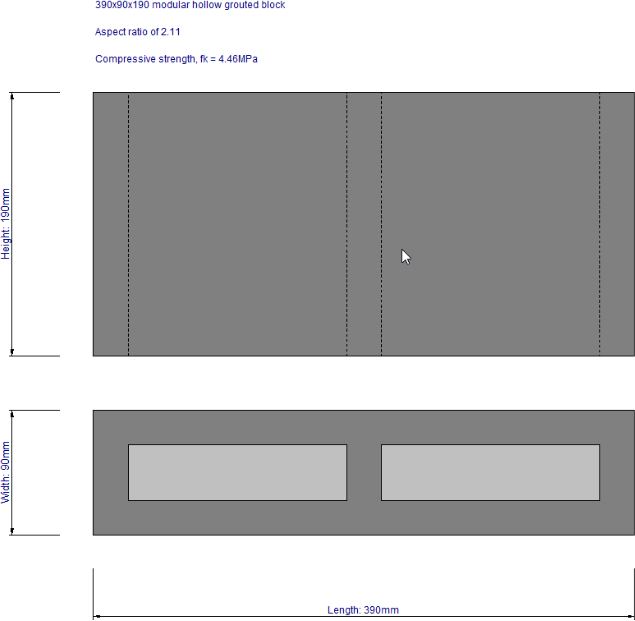 390x90x190 modular hollow grouted block
Aspect ratio of 2.11
Compressive strength, fk = 4.46MPa
Height: 190mm
Width: 90mm
Length: 390mm